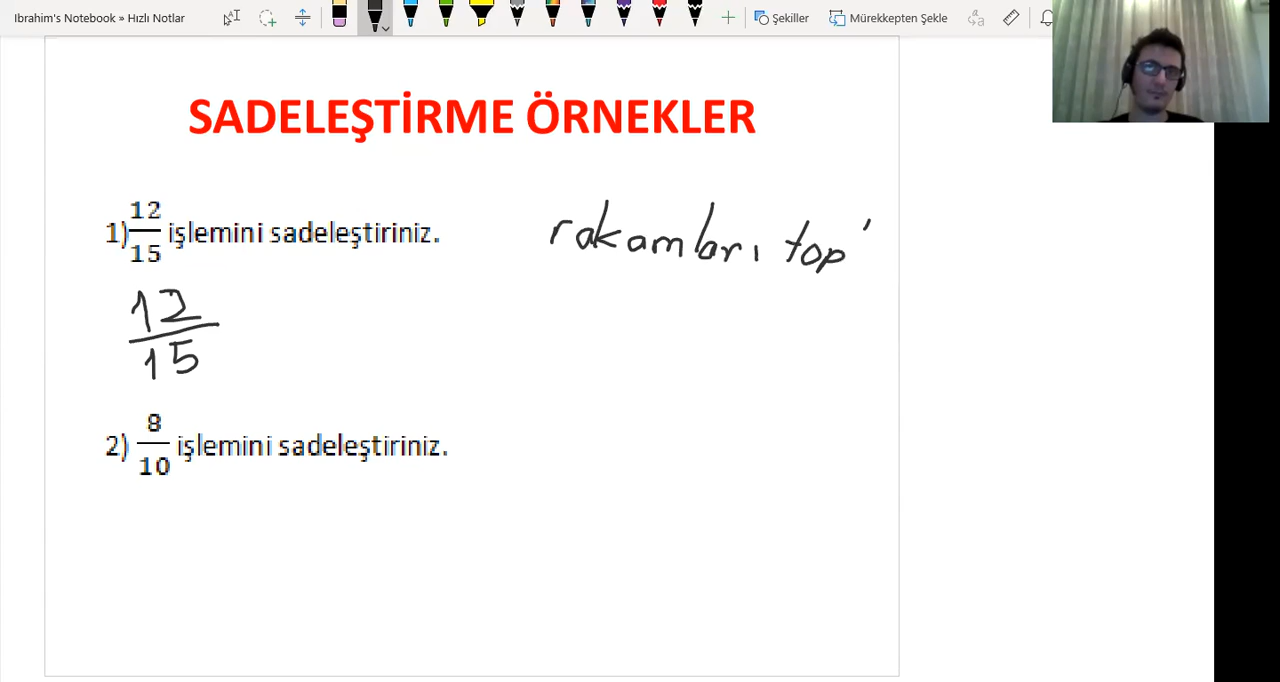 Ibrahim's Notebook » Hızlı Notlar
Şekiller
Mürekkepten Şekle
SADELEŞTİRME ÖRNEKLER
1) 12/15 işlemini sadeleştiriniz.
rakamları top
12
15
2) 8/10 işlemini sadeleştiriniz.